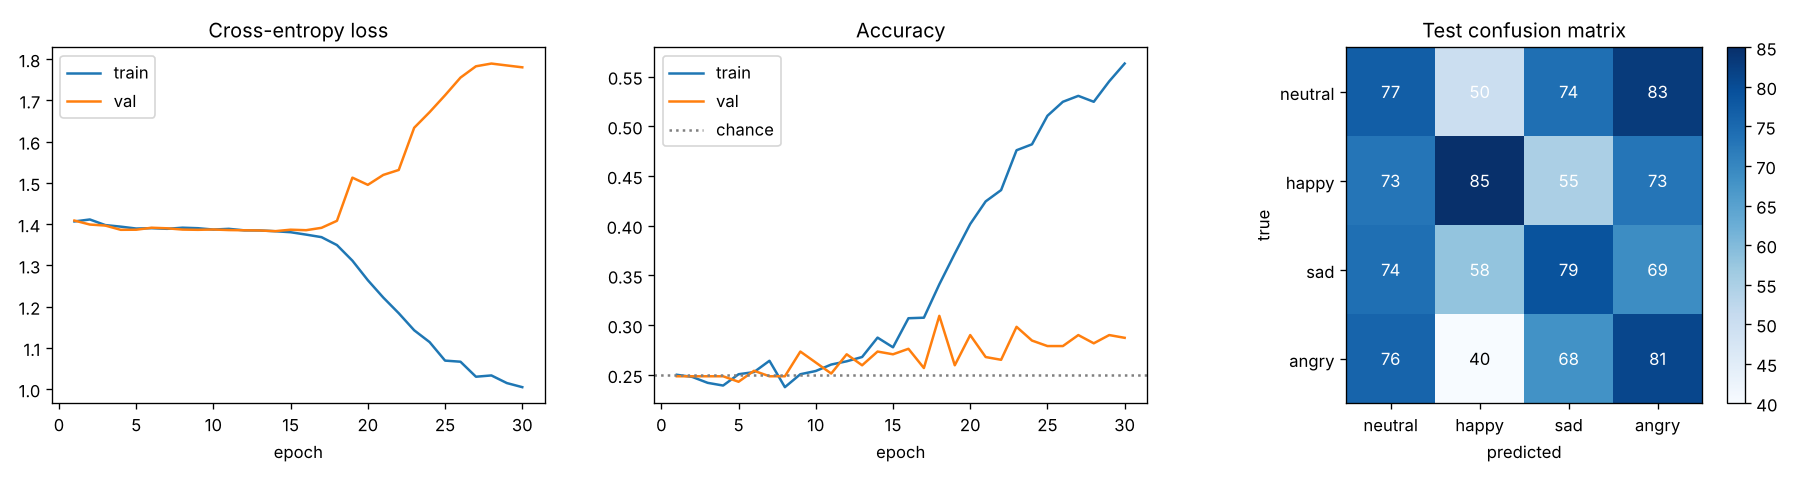 Cross-entropy loss
train
val
1.8
1.7
1.6
1.5
1.4
1.3
1.2
1.1
1.0
0 5 10 15 20 25 30
epoch
Accuracy
train
val
chance
0.55
0.50
0.45
0.40
0.35
0.30
0.25
0 5 10 15 20 25 30
epoch
Test confusion matrix
true
neutral 77 50 74 83
happy 73 85 55 73
sad 74 58 79 69
angry 76 40 68 81
neutral happy sad angry
predicted
85
80
75
70
65
60
55
50
45
40